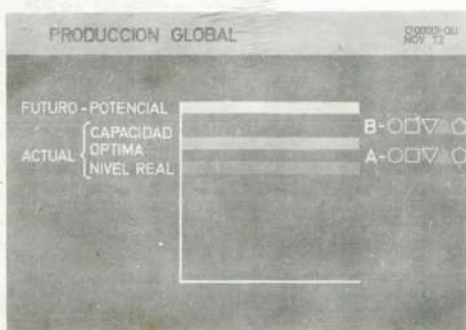 PRODUCCION GLOBAL
NOV 72
FUTURO-POTENCIAL
ACTUAL { CAPACIDAD
OPTIMA
NIVEL REAL
B-
A-